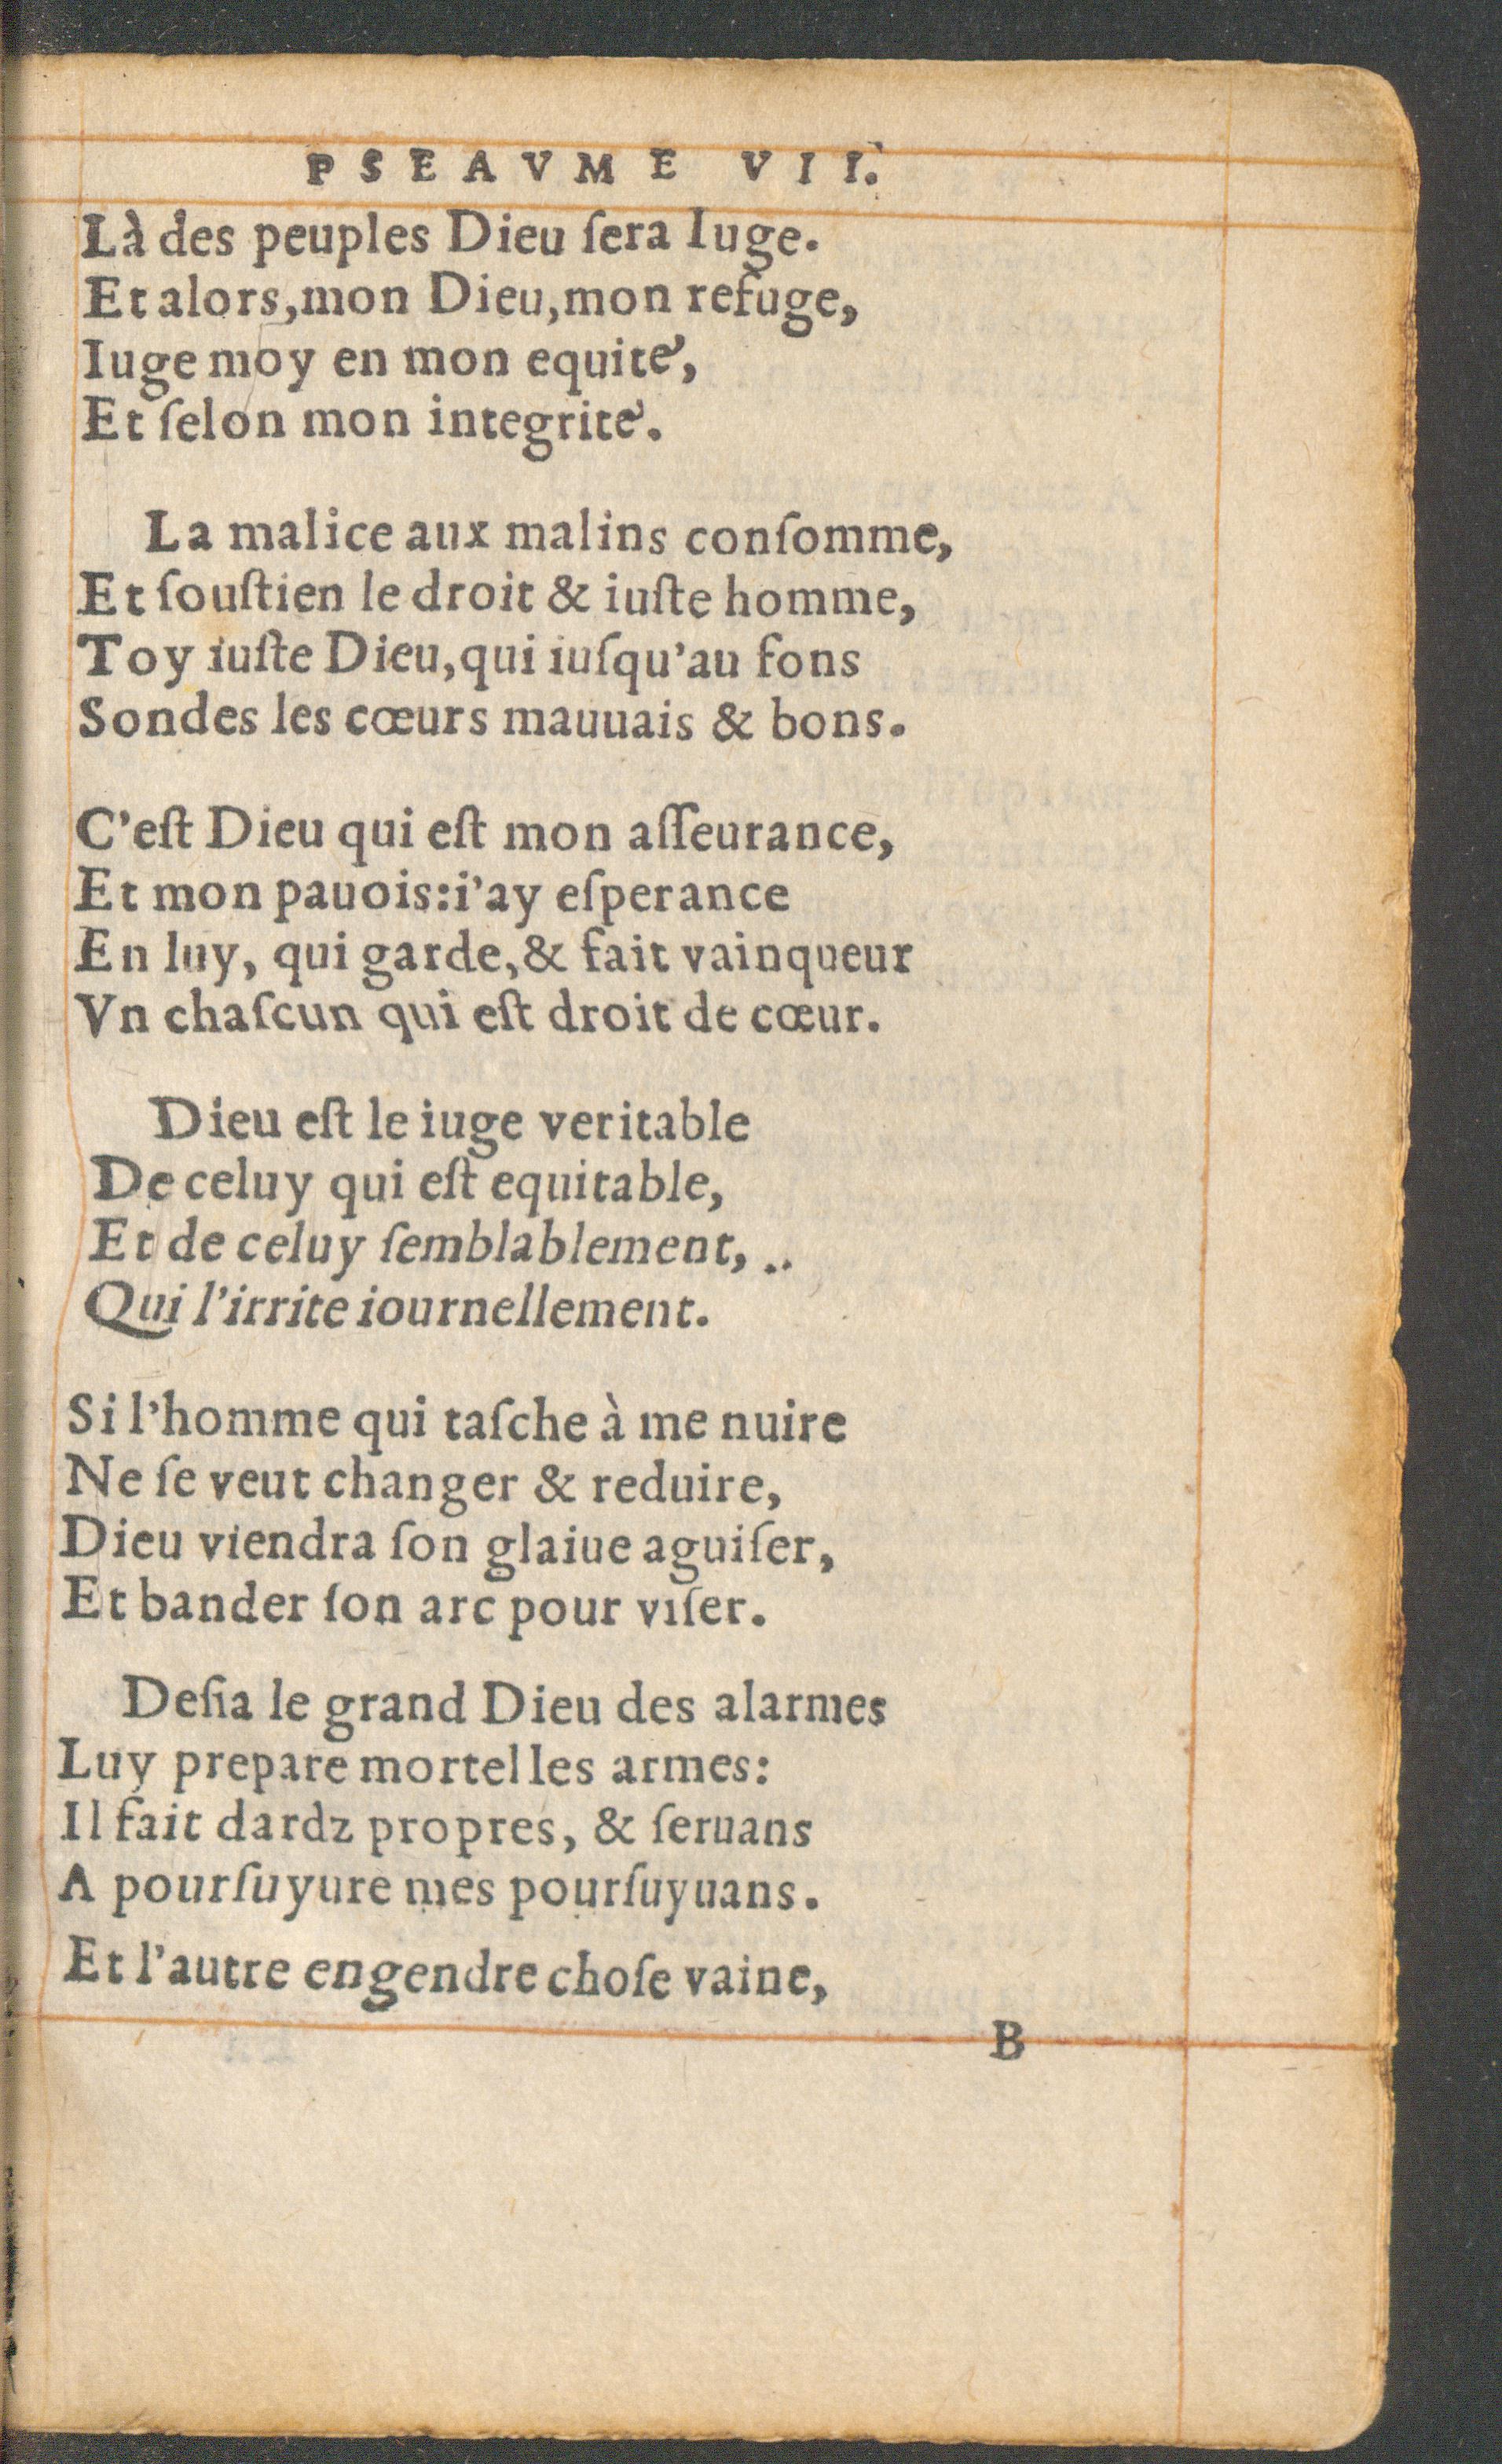 PSEAVME VII.
Là des peuples Dieu ſera Iuge.
Et alors,mon Dieu,mon refuge,
Iuge moy en mon equité,
Et ſelon mon integrité.
La malice aux malins conſomme,
Et ſouſtien le droit & iuſte homme,
Toy iuſte Dieu,qui iuſqu'au fons
Sondes les cœurs mauuais & bons.
C'eſt Dieu qui eſt mon aſſeurance,
Et mon pauois:i'ay eſperance
En luy, qui garde,& fait vainqueur
Vn chaſcun qui eſt droit de cœur.
Dieu eſt le iuge veritable
De celuy qui eſt equitable,
Et de celuy ſemblablement,
Qui l'irrite iournellement.
Si l'homme qui taſche à me nuire
Ne ſe veut changer & reduire,
Dieu viendra ſon glaiue aguiſer,
Et bander ſon arc pour viſer.
Deſia le grand Dieu des alarmes
Luy prepare mortelles armes:
Il fait dardz propres, & ſeruans
A pourſuyure mes pourſuyuans.
Et l'autre engendre choſe vaine,
B